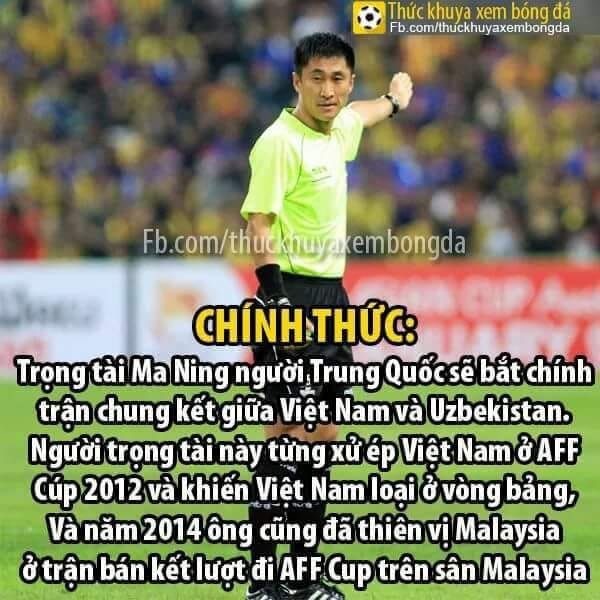 Thức khuya xem bóng đá
Fb.com/thuckhuyaxembongda
Fb.com/thuckhuyaxembongda
CHÍNH THỨC:
Trọng tài Ma Ning người Trung Quốc sẽ bắt chính
trận chung kết giữa Việt Nam và Uzbekistan.
Người trọng tài này từng xử ép Việt Nam ở AFF
Cúp 2012 và khiến Việt Nam loại ở vòng bảng,
Và năm 2014 ông cũng đã thiên vị Malaysia
ở trận bán kết lượt đi AFF Cup trên sân Malaysia